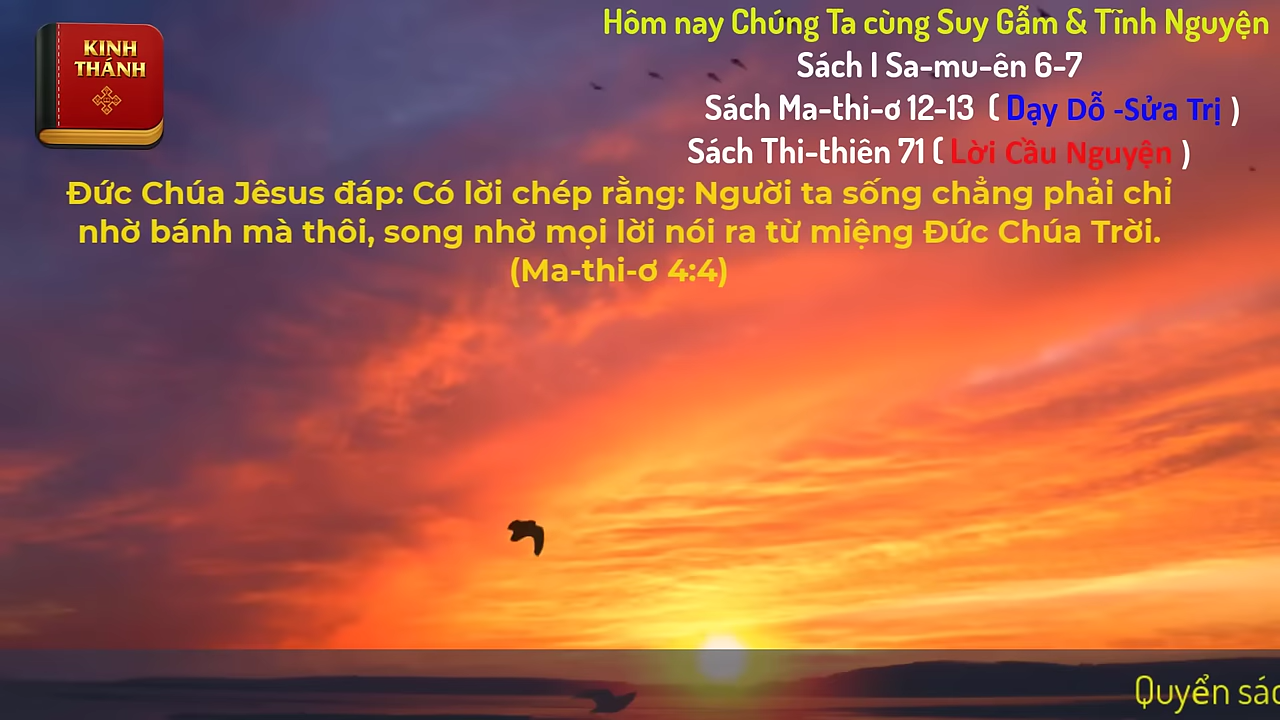 KINH
THÁNH
Hôm nay Chúng Ta cùng Suy Gẫm & Tĩnh Nguyện
Sách I Sa-mu-ên 6-7
Sách Ma-thi-ơ 12-13 ( Dạy Dỗ -Sửa Trị )
Sách Thi-thiên 71 ( Lời Cầu Nguyện )
Đức Chúa Jêsus đáp: Có lời chép rằng: Người ta sống chẳng phải chỉ
nhờ bánh mà thôi, song nhờ mọi lời nói ra từ miệng Đức Chúa Trời.
(Ma-thi-ơ 4:4)
Quyển